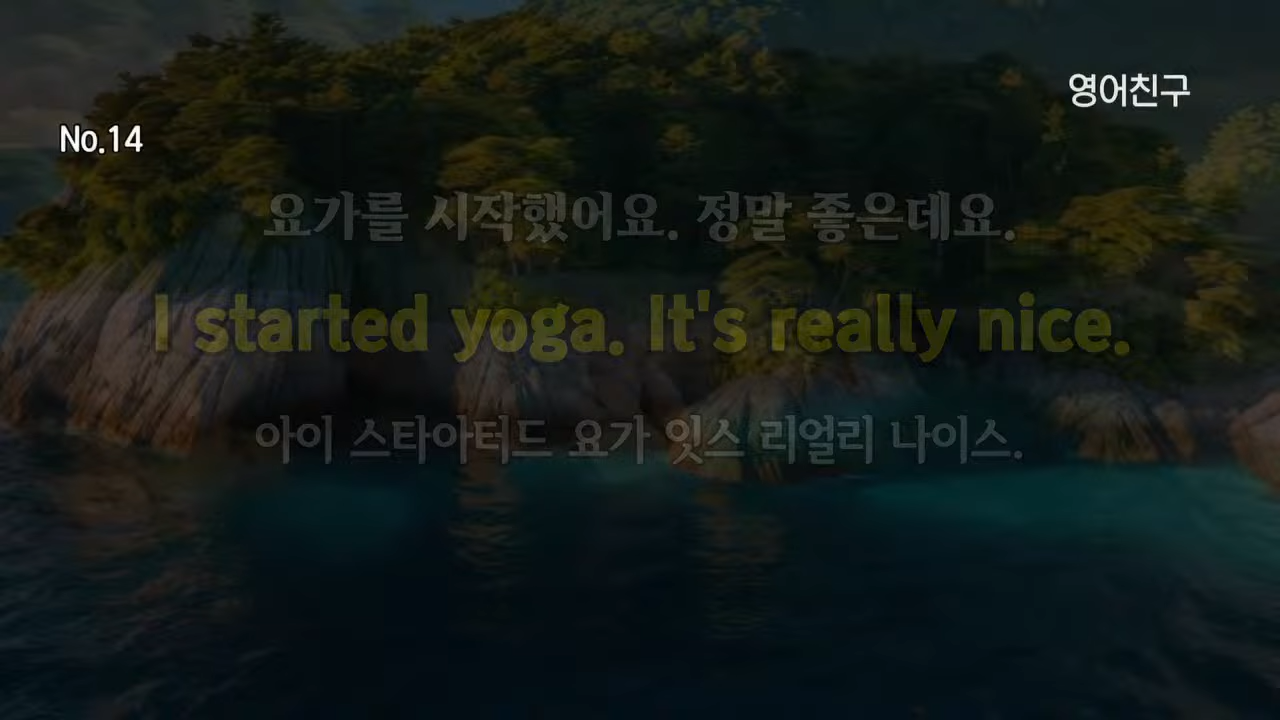 영어친구
No.14
요가를 시작했어요. 정말 좋은데요.
I started yoga. It's really nice.
아이 스타아터드 요가 잇스 리얼리 나이스.